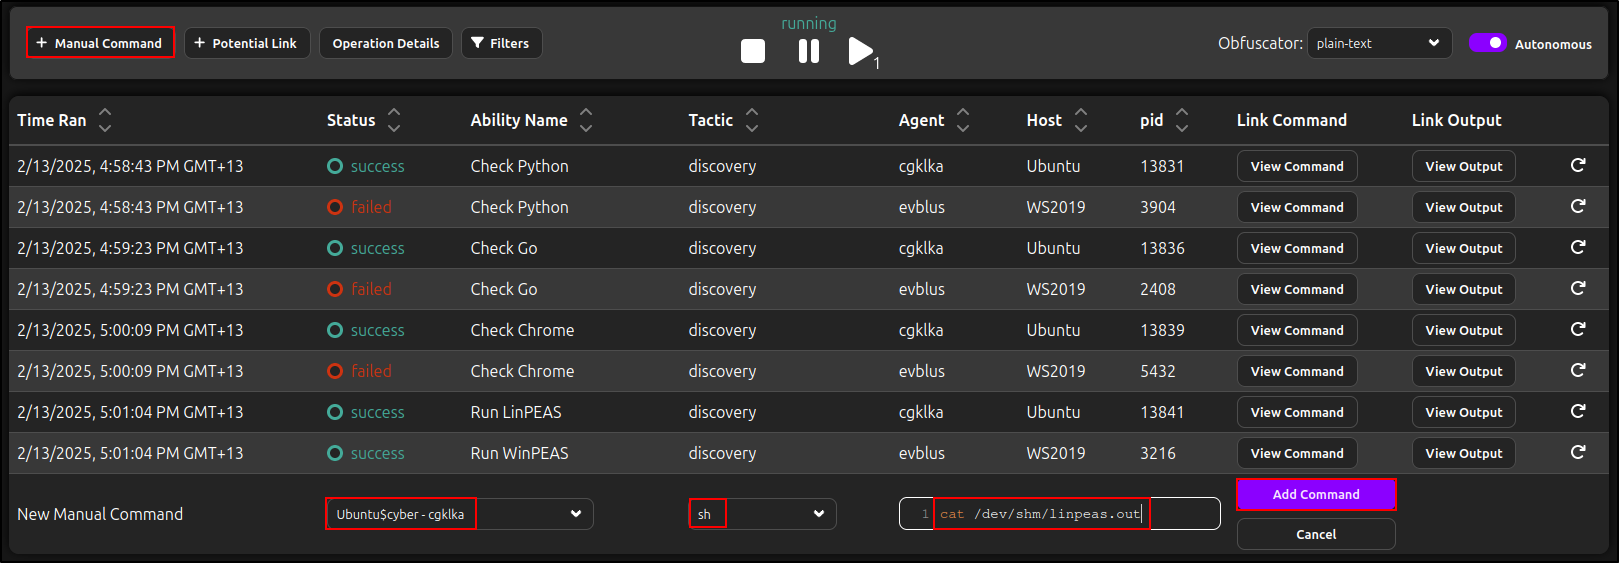 running
+ Manual Command + Potential Link Operation Details Filters 1 Obfuscator: plain-text Autonomous
Time Ran Status Ability Name Tactic Agent Host pid Link Command Link Output
2/13/2025, 4:58:43 PM GMT+13 success Check Python discovery cgklka Ubuntu 13831 View Command View Output
2/13/2025, 4:58:43 PM GMT+13 failed Check Python discovery evblus WS2019 3904 View Command View Output
2/13/2025, 4:59:23 PM GMT+13 success Check Go discovery cgklka Ubuntu 13836 View Command View Output
2/13/2025, 4:59:23 PM GMT+13 failed Check Go discovery evblus WS2019 2408 View Command View Output
2/13/2025, 5:00:09 PM GMT+13 success Check Chrome discovery cgklka Ubuntu 13839 View Command View Output
2/13/2025, 5:00:09 PM GMT+13 failed Check Chrome discovery evblus WS2019 5432 View Command View Output
2/13/2025, 5:01:04 PM GMT+13 success Run LinPEAS discovery cgklka Ubuntu 13841 View Command View Output
2/13/2025, 5:01:04 PM GMT+13 success Run WinPEAS discovery evblus WS2019 3216 View Command View Output
New Manual Command Ubuntu$cyber - cgklka sh 1 cat /dev/shm/linpeas.out Add Command
Cancel